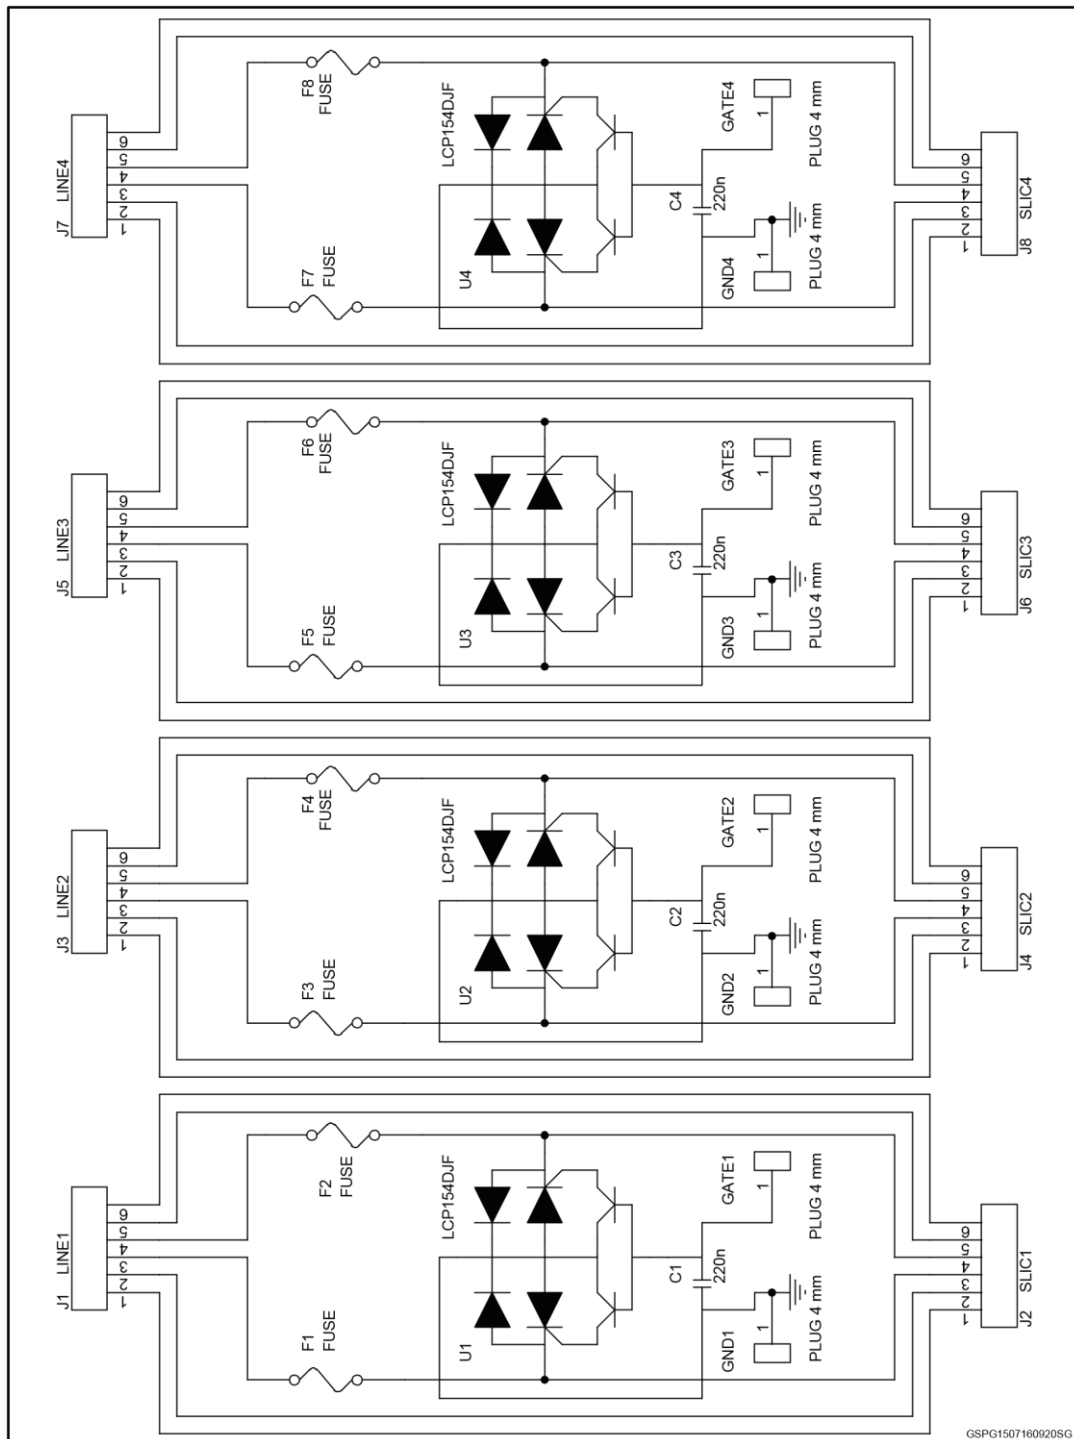 J7 LINE4
6
5
4
3
2
1
F8
FUSE
F7
FUSE
LCP154DJF
U4
GATE4
1
PLUG 4 mm
C4
220n
GND4
1
PLUG 4 mm
6
5
4
3
2
1
SLIC4
J8
J5 LINE3
6
5
4
3
2
1
F6
FUSE
F5
FUSE
LCP154DJF
U3
GATE3
1
PLUG 4 mm
C3
220n
GND3
1
PLUG 4 mm
6
5
4
3
2
1
SLIC3
J6
J3 LINE2
6
5
4
3
2
1
F4
FUSE
F3
FUSE
LCP154DJF
U2
GATE2
1
PLUG 4 mm
C2
220n
GND2
1
PLUG 4 mm
6
5
4
3
2
1
SLIC2
J4
J1 LINE1
6
5
4
3
2
1
F2
FUSE
F1
FUSE
LCP154DJF
U1
GATE1
1
PLUG 4 mm
C1
220n
GND1
1
PLUG 4 mm
6
5
4
3
2
1
SLIC1
J2
GSPG1507160920SG